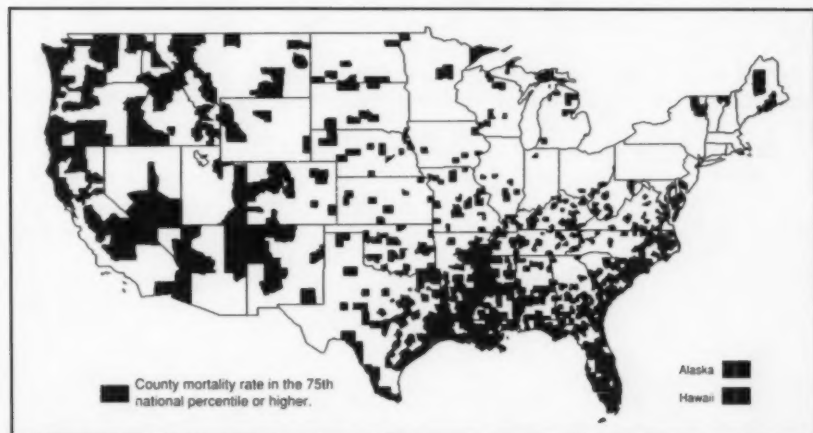 County mortality rate in the 75th
national percentile or higher.
Alaska
Hawaii